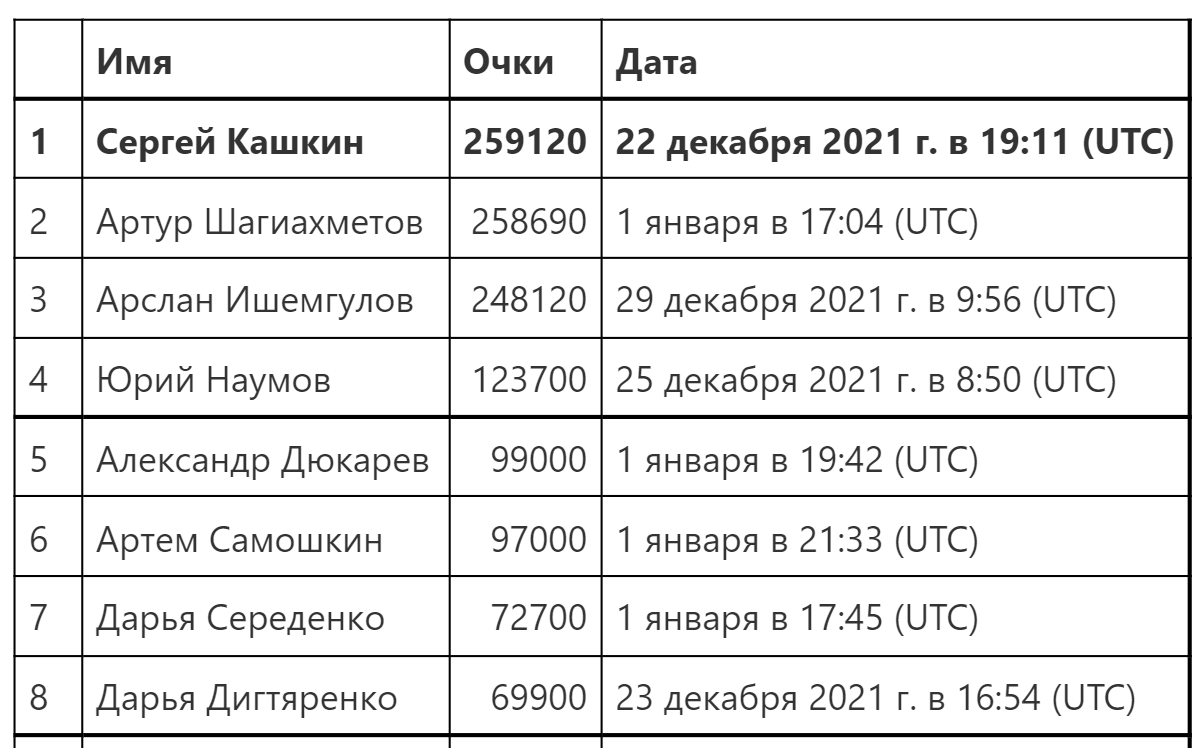 Имя Очки Дата
1 Сергей Кашкин 259120 22 декабря 2021 г. в 19:11 (UTC)
2 Артур Шагиахметов 258690 1 января в 17:04 (UTC)
3 Арслан Ишемгулов 248120 29 декабря 2021 г. в 9:56 (UTC)
4 Юрий Наумов 123700 25 декабря 2021 г. в 8:50 (UTC)
5 Александр Дюкарев 99000 1 января в 19:42 (UTC)
6 Артем Самошкин 97000 1 января в 21:33 (UTC)
7 Дарья Середенко 72700 1 января в 17:45 (UTC)
8 Дарья Дигтяренко 69900 23 декабря 2021 г. в 16:54 (UTC)